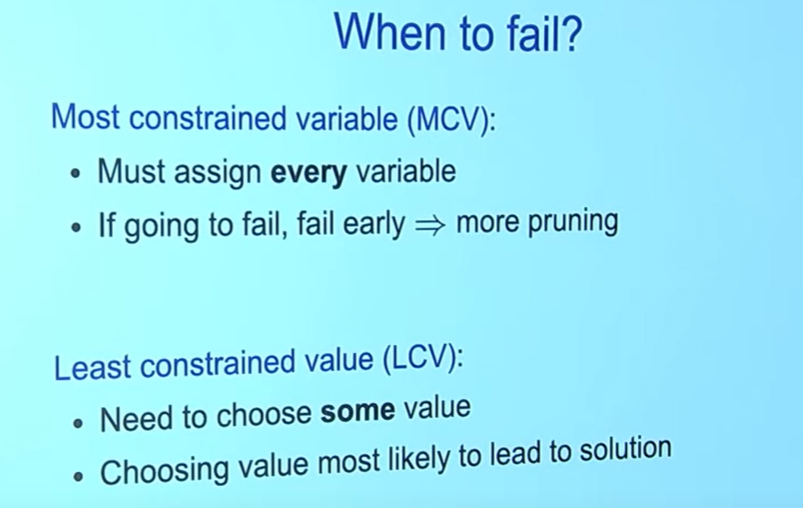 When to fail?
Most constrained variable (MCV):
• Must assign every variable
• If going to fail, fail early ⇒ more pruning
Least constrained value (LCV):
• Need to choose some value
• Choosing value most likely to lead to solution